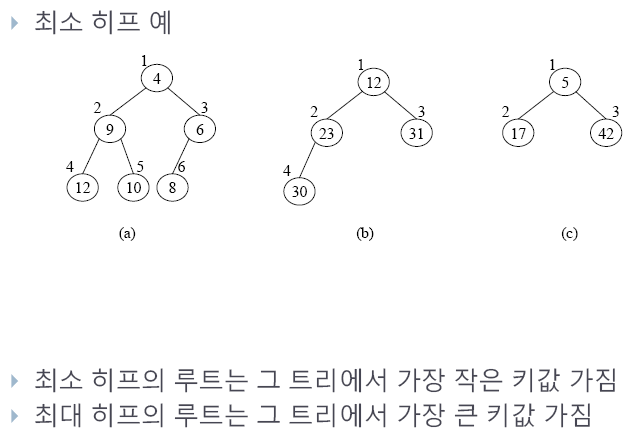 최소 히프 예
1 1 1
4 12 5
2 3 2 3 2 3
9 6 23 31 17 42
4 5 6 4
12 10 8 30
(a) (b) (c)
최소 히프의 루트는 그 트리에서 가장 작은 키값 가짐
최대 히프의 루트는 그 트리에서 가장 큰 키값 가짐